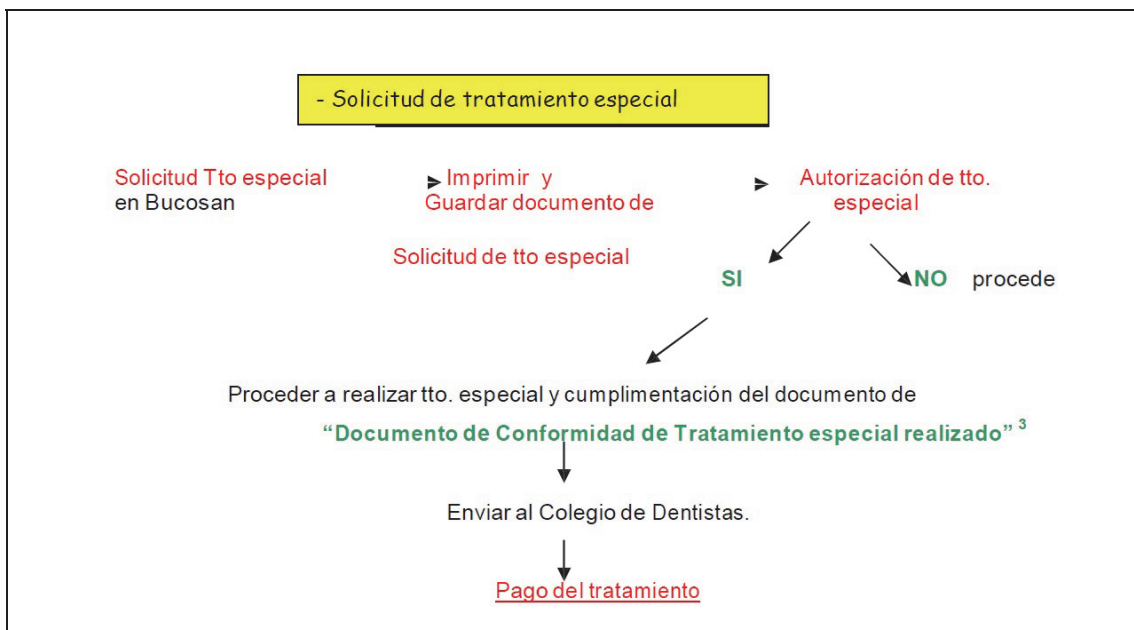 - Solicitud de tratamiento especial
Solicitud Tto especial
en Bucosan
Imprimir y
Guardar documento de
Solicitud de tto especial
Autorización de tto.
especial
SI
NO procede
Proceder a realizar tto. especial y cumplimentación del documento de
“Documento de Conformidad de Tratamiento especial realizado” ³
Enviar al Colegio de Dentistas.
Pago del tratamiento